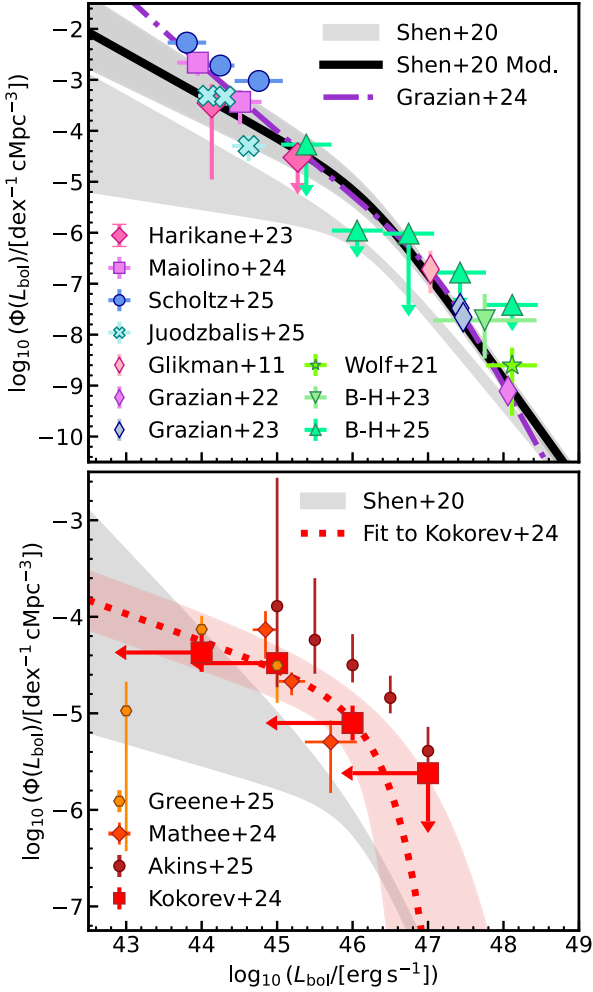 Shen+20
Shen+20 Mod.
Grazian+24
Harikane+23
Maiolino+24
Scholtz+25
Juodzbalis+25
Glikman+11
Grazian+22
Grazian+23
Wolf+21
B-H+23
B-H+25
−2
−3
−4
−5
−6
−7
−8
−9
−10
log₁₀(Φ(L_bol)/[dex⁻¹ cMpc⁻³])
Shen+20
Fit to Kokorev+24
Greene+25
Mathee+24
Akins+25
Kokorev+24
−3
−4
−5
−6
−7
log₁₀(Φ(L_bol)/[dex⁻¹ cMpc⁻³])
43 44 45 46 47 48 49
log₁₀(L_bol/[erg s⁻¹])